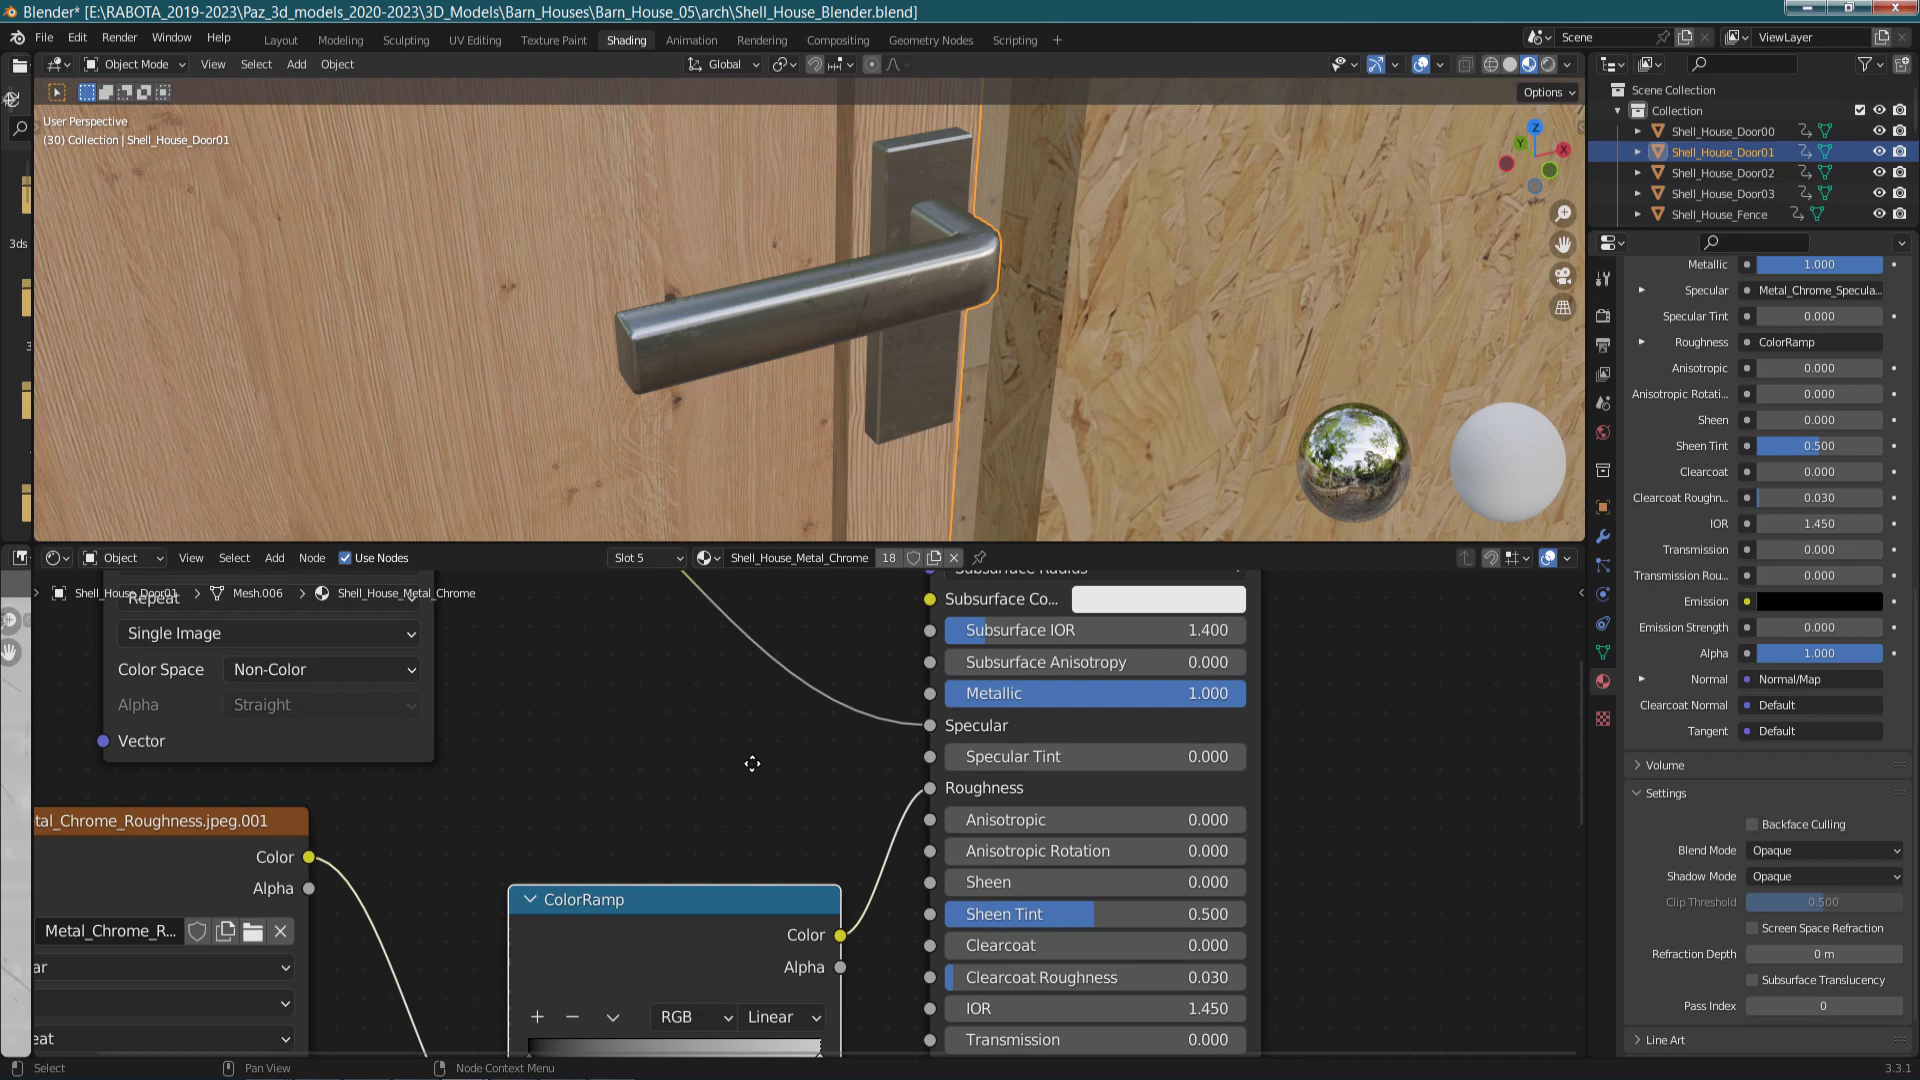 Blender* [E:\RABOTA_2019-2023\Paz_3d_models_2020-2023\3D_Models\Barn_Houses\Barn_House_05\arch\Shell_House_Blender.blend]
File Edit Render Window Help Layout Modeling Sculpting UV Editing Texture Paint Shading Animation Rendering Compositing Geometry Nodes Scripting + Scene ViewLayer
Object Mode View Select Add Object Global
Options
User Perspective
(30) Collection | Shell_House_Door01
Z
Y
X
3ds
Scene Collection
Collection
Shell_House_Door00
Shell_House_Door01
Shell_House_Door02
Shell_House_Door03
Shell_House_Fence
Metallic 1.000
Specular Metal_Chrome_Specula...
Specular Tint 0.000
Roughness ColorRamp
Anisotropic 0.000
Anisotropic Rotati... 0.000
Sheen 0.000
Sheen Tint 0.500
Clearcoat 0.000
Clearcoat Roughn... 0.030
IOR 1.450
Transmission 0.000
Transmission Rou... 0.000
Emission
Emission Strength 0.000
Alpha 1.000
Normal Normal/Map
Clearcoat Normal Default
Tangent Default
Volume
Settings
Backface Culling
Blend Mode Opaque
Shadow Mode Opaque
Clip Threshold 0.500
Screen Space Refraction
Refraction Depth 0 m
Subsurface Translucency
Pass Index 0
Line Art
Object View Select Add Node Use Nodes Slot 5 Shell_House_Metal_Chrome 18
Shell_House_Door01 > Mesh.006 > Shell_House_Metal_Chrome
Repeat
Single Image
Color Space Non-Color
Alpha Straight
Vector
tal_Chrome_Roughness.jpeg.001
Color
Alpha
Metal_Chrome_R...
ar
eat
ColorRamp
Color
Alpha
+ − RGB Linear
Subsurface Radius
Subsurface Co...
Subsurface IOR 1.400
Subsurface Anisotropy 0.000
Metallic 1.000
Specular
Specular Tint 0.000
Roughness
Anisotropic 0.000
Anisotropic Rotation 0.000
Sheen 0.000
Sheen Tint 0.500
Clearcoat 0.000
Clearcoat Roughness 0.030
IOR 1.450
Transmission 0.000
Select Pan View Node Context Menu 3.3.1